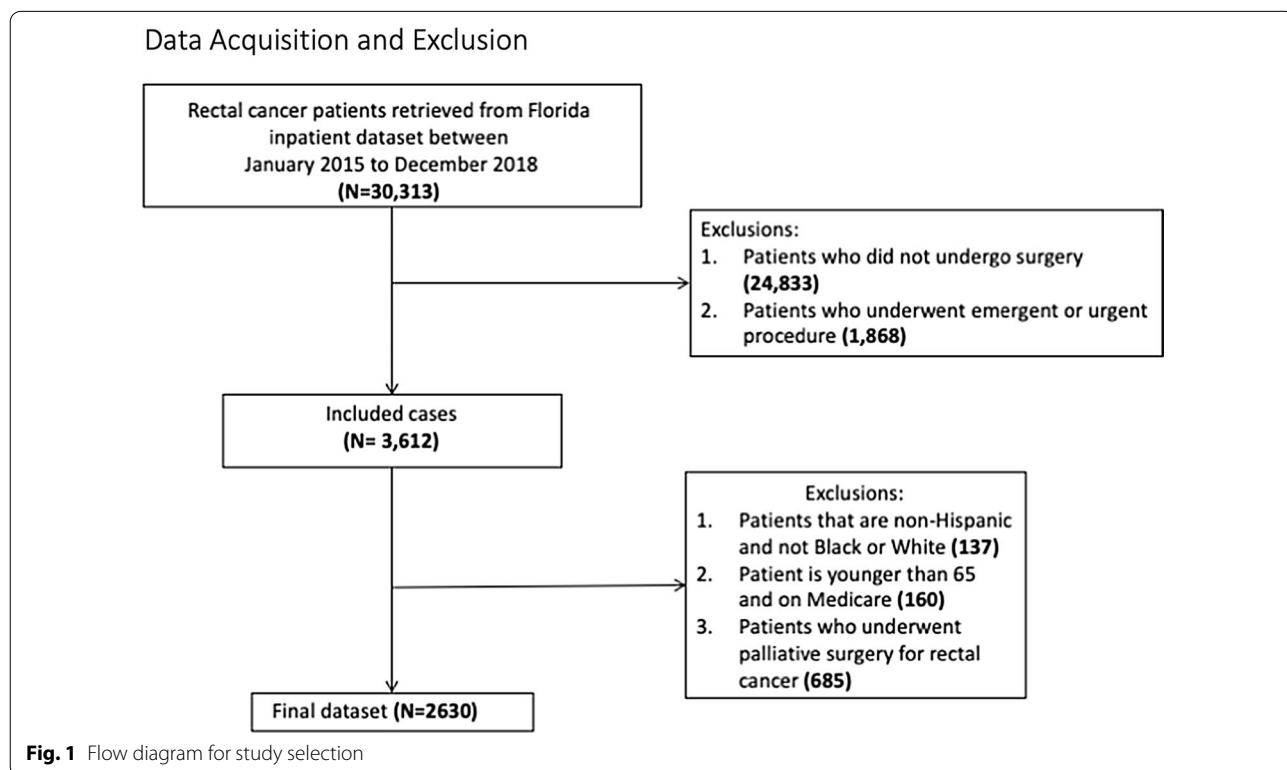 Data Acquisition and Exclusion
Rectal cancer patients retrieved from Florida
inpatient dataset between
January 2015 to December 2018
(N=30,313)
Exclusions:
1. Patients who did not undergo surgery
(24,833)
2. Patients who underwent emergent or urgent
procedure (1,868)
Included cases
(N= 3,612)
Exclusions:
1. Patients that are non-Hispanic
and not Black or White (137)
2. Patient is younger than 65
and on Medicare (160)
3. Patients who underwent
palliative surgery for rectal
cancer (685)
Final dataset (N=2630)
Fig. 1 Flow diagram for study selection